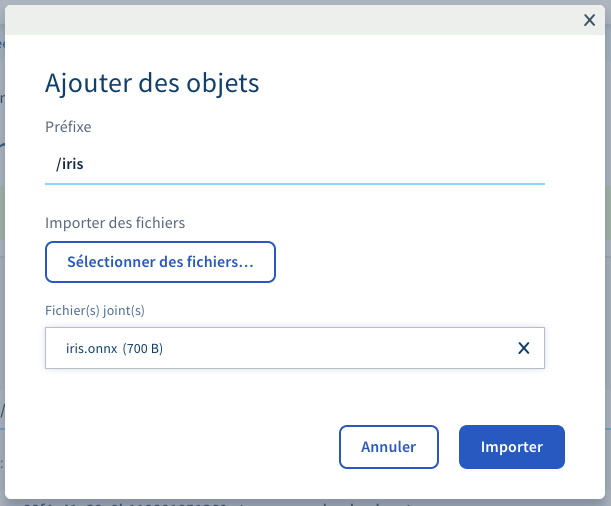 Ajouter des objets
Préfixe
/iris
Importer des fichiers
Sélectionner des fichiers...
Fichier(s) joint(s)
iris.onnx (700 B)
Annuler
Importer